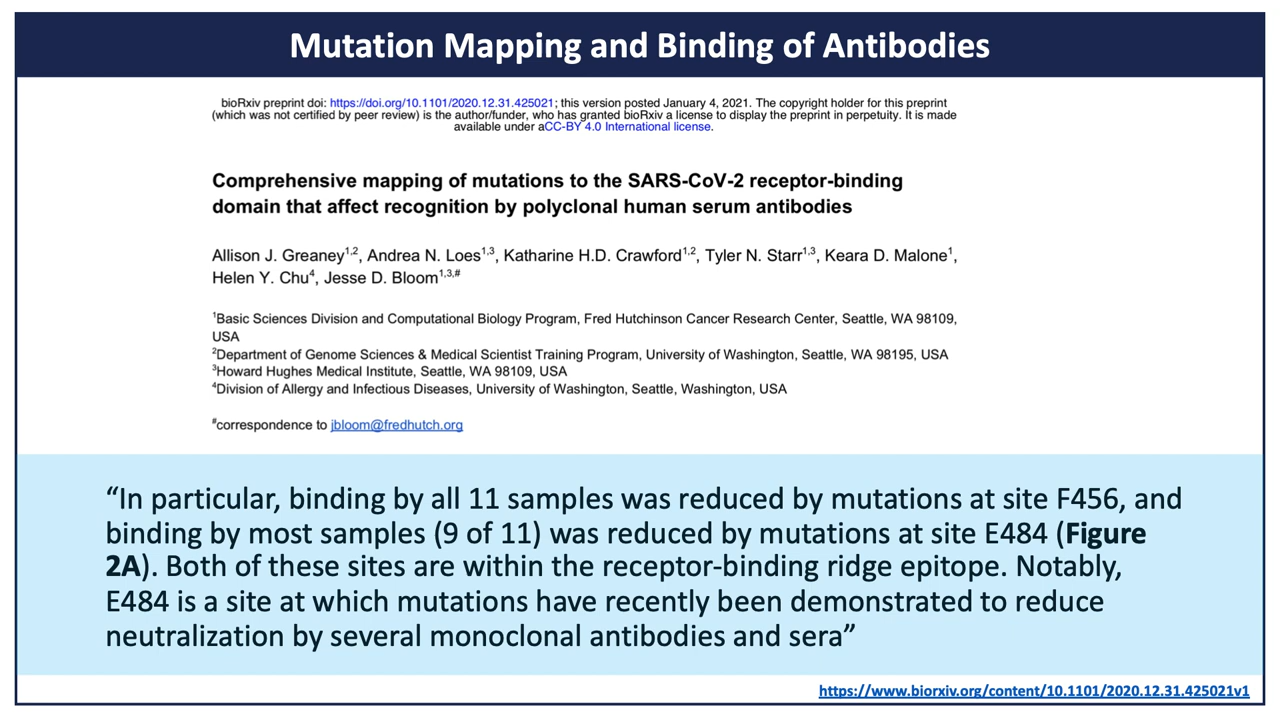 Mutation Mapping and Binding of Antibodies
bioRxiv preprint doi: https://doi.org/10.1101/2020.12.31.425021; this version posted January 4, 2021. The copyright holder for this preprint
(which was not certified by peer review) is the author/funder, who has granted bioRxiv a license to display the preprint in perpetuity. It is made
available under aCC-BY 4.0 International license.
Comprehensive mapping of mutations to the SARS-CoV-2 receptor-binding
domain that affect recognition by polyclonal human serum antibodies
Allison J. Greaney1,2, Andrea N. Loes1,3, Katharine H.D. Crawford1,2, Tyler N. Starr1,3, Keara D. Malone1,
Helen Y. Chu4, Jesse D. Bloom1,3,#
1Basic Sciences Division and Computational Biology Program, Fred Hutchinson Cancer Research Center, Seattle, WA 98109,
USA
2Department of Genome Sciences & Medical Scientist Training Program, University of Washington, Seattle, WA 98195, USA
3Howard Hughes Medical Institute, Seattle, WA 98109, USA
4Division of Allergy and Infectious Diseases, University of Washington, Seattle, Washington, USA
#correspondence to jbloom@fredhutch.org
“In particular, binding by all 11 samples was reduced by mutations at site F456, and
binding by most samples (9 of 11) was reduced by mutations at site E484 (Figure
2A). Both of these sites are within the receptor-binding ridge epitope. Notably,
E484 is a site at which mutations have recently been demonstrated to reduce
neutralization by several monoclonal antibodies and sera”
https://www.biorxiv.org/content/10.1101/2020.12.31.425021v1